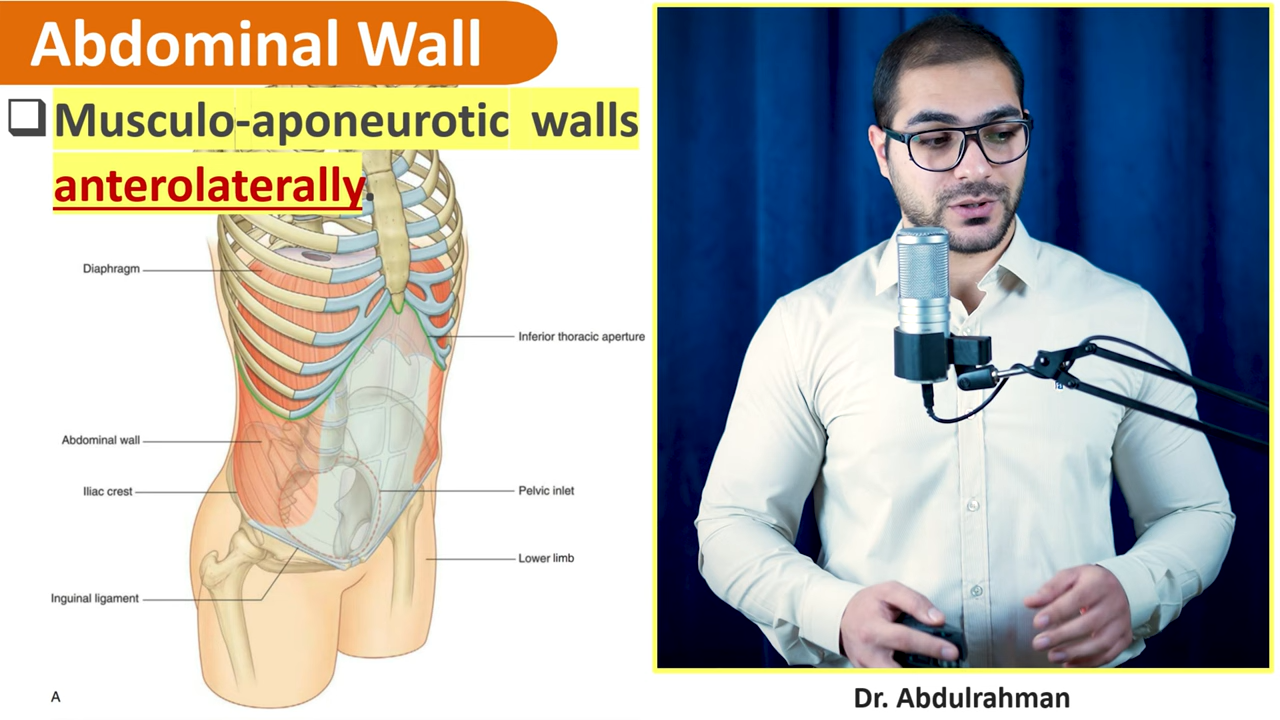 Abdominal Wall
Musculo-aponeurotic walls
anterolaterally.
Diaphragm
Inferior thoracic aperture
Abdominal wall
Iliac crest
Pelvic inlet
Lower limb
Inguinal ligament
A
Dr. Abdulrahman